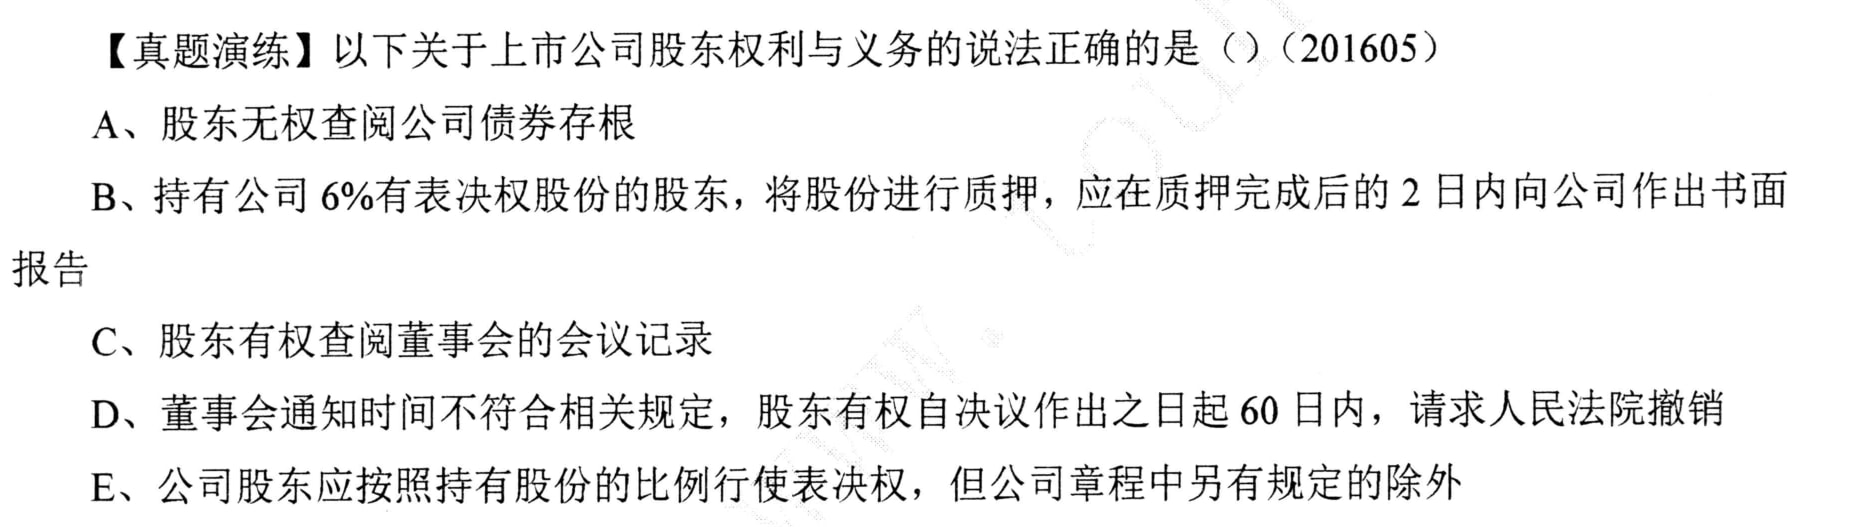 【真题演练】以下关于上市公司股东权利与义务的说法正确的是（）（201605）
A、股东无权查阅公司债券存根
B、持有公司 6%有表决权股份的股东，将股份进行质押，应在质押完成后的 2 日内向公司作出书面
报告
C、股东有权查阅董事会的会议记录
D、董事会通知时间不符合相关规定，股东有权自决议作出之日起 60 日内，请求人民法院撤销
E、公司股东应按照持有股份的比例行使表决权，但公司章程中另有规定的除外